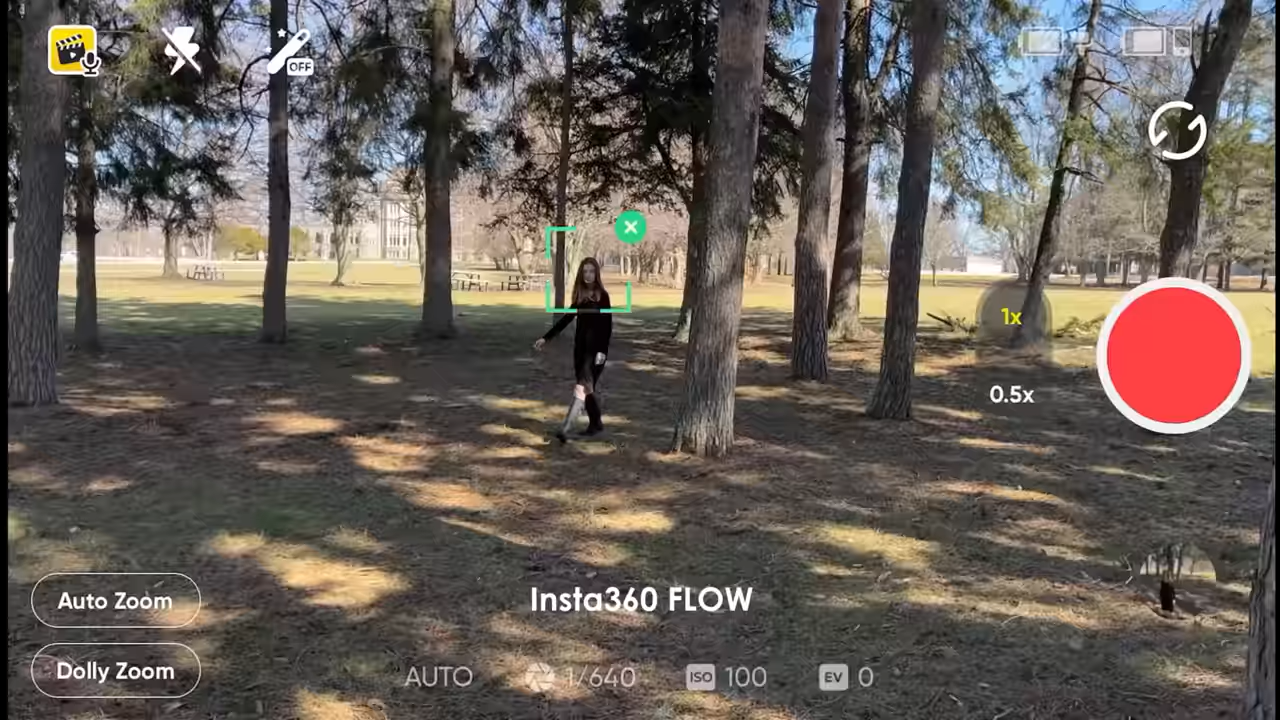 OFF
1x
0.5x
Auto Zoom
Insta360 FLOW
Dolly Zoom
AUTO
1/640
ISO 100
EV 0